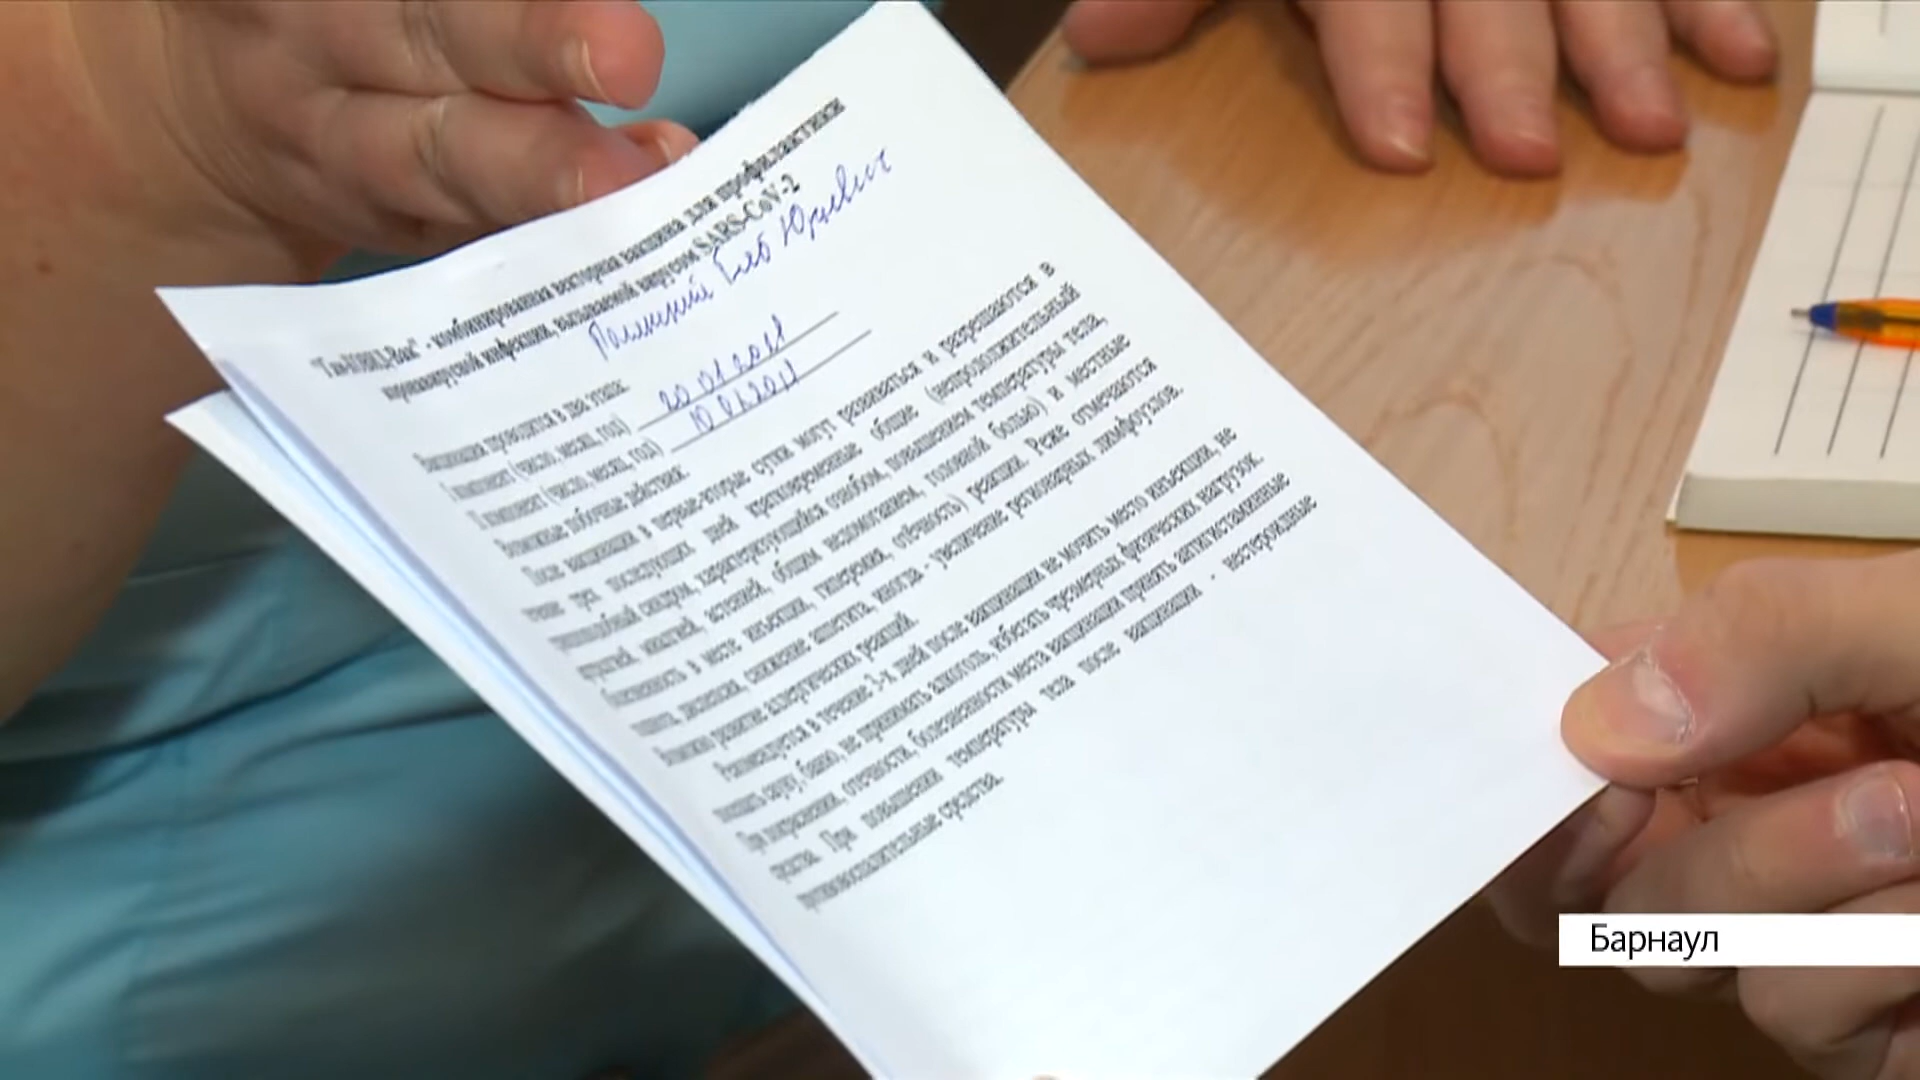 "Гам-КОВИД-Вак" - комбинированная векторная вакцина для профилактики
коронавирусной инфекции, вызываемой вирусом SARS-CoV-2
Глеб Юрьевич
Вакцинация проводится в два этапа:
I компонент (число, месяц, год)
II компонент (число, месяц, год)
Возможные побочные действия:
После вакцинации в первые-вторые сутки могут развиваться и разрешаются в
течение трех последующих дней кратковременные общие (непродолжительный
гриппоподобный синдром, характеризующийся ознобом, повышением температуры тела,
артралгией, миалгией, астенией, общим недомоганием, головной болью) и местные
(болезненность в месте инъекции, гиперемия, отёчность) реакции. Реже отмечаются
тошнота, диспепсия, снижение аппетита, иногда - увеличение регионарных лимфоузлов.
Возможно развитие аллергических реакций.
Рекомендуется в течение 3-х дней после вакцинации не мочить место инъекции, не
посещать сауну, баню, не принимать алкоголь, избегать чрезмерных физических нагрузок.
При покраснении, отечности, болезненности места вакцинации принять антигистаминные
средства. При повышении температуры тела после вакцинации - нестероидные
противовоспалительные средства.
Барнаул